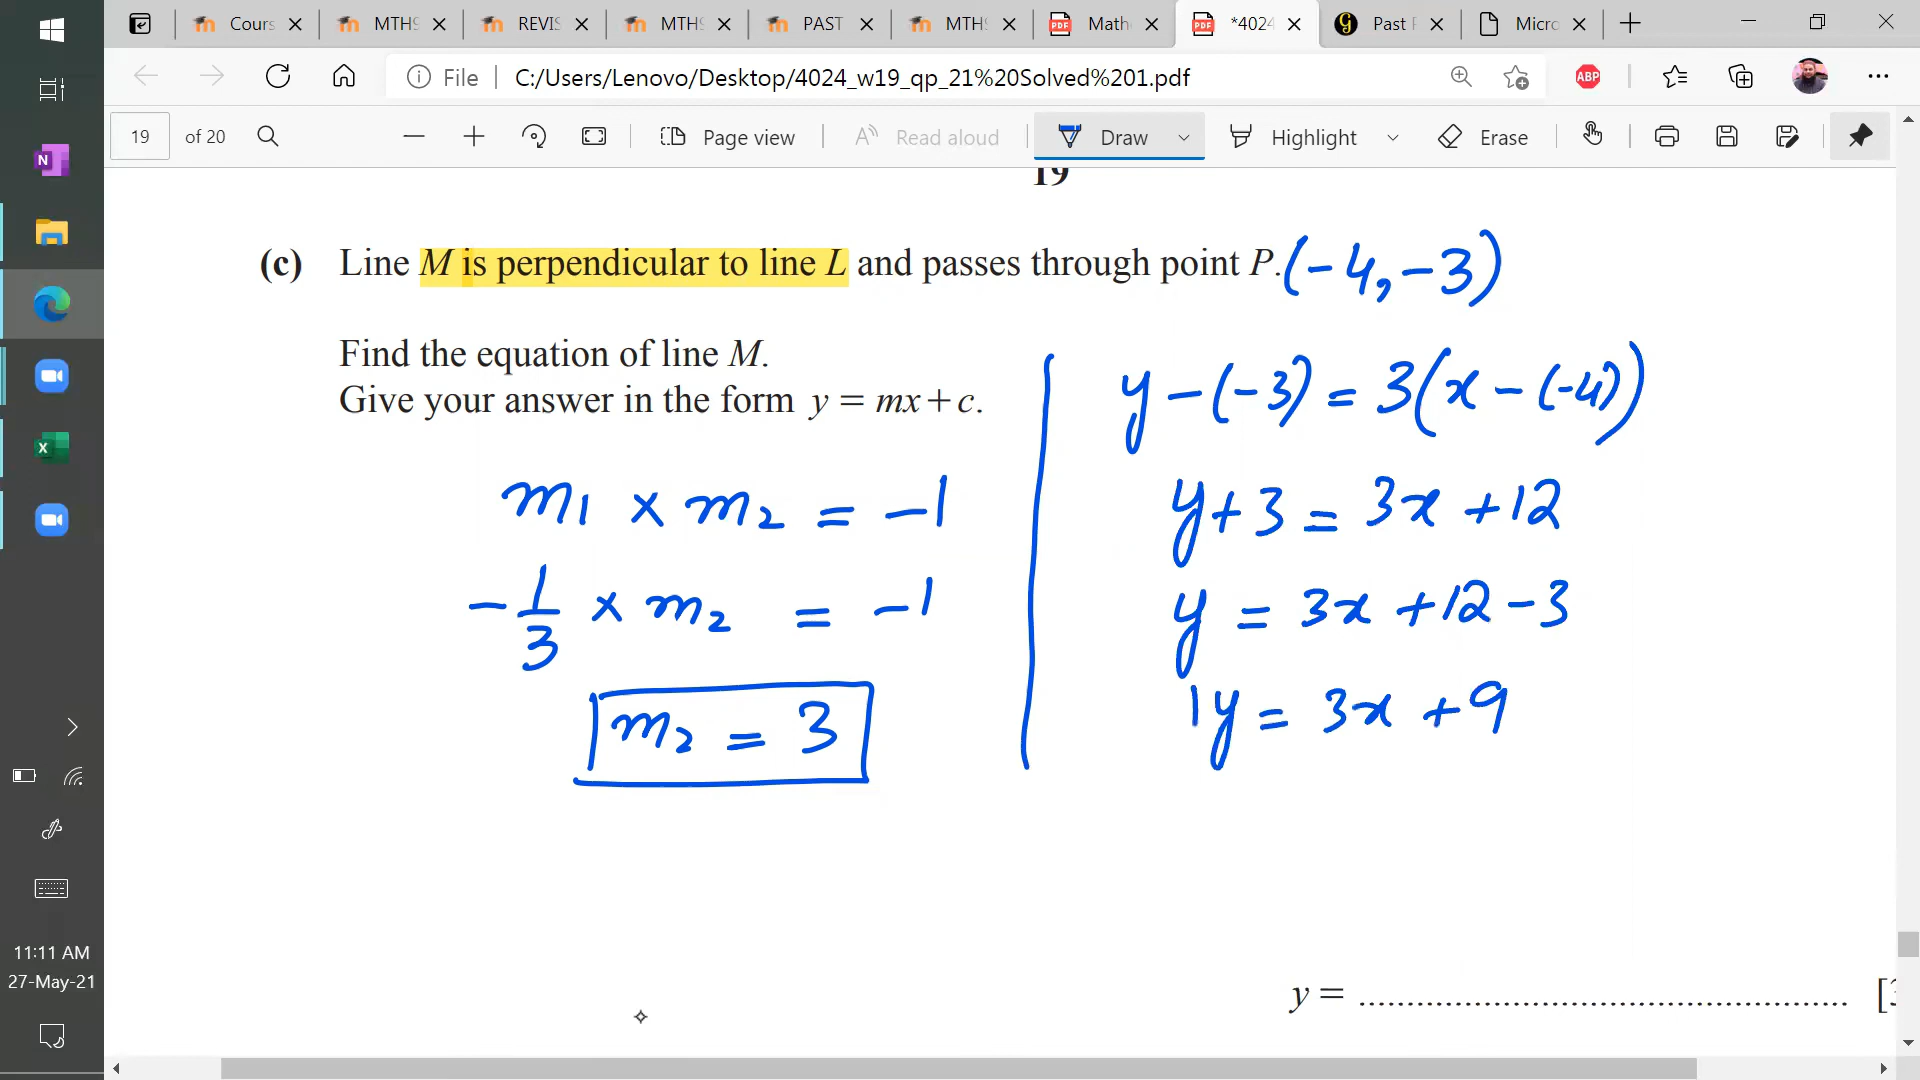 Cours
MTHS
REVIS
MTHS
PAST
MTHS
Mathe
*4024
Past P
Micro
File
C:/Users/Lenovo/Desktop/4024_w19_qp_21%20Solved%201.pdf
ABP
19 of 20
Page view
Read aloud
Draw
Highlight
Erase
19
(c) Line M is perpendicular to line L and passes through point P. (-4, -3)
Find the equation of line M.
Give your answer in the form y = mx + c.
m1 × m2 = -1
-1/3 × m2 = -1
m2 = 3
y - (-3) = 3(x - (-4))
y + 3 = 3x + 12
y = 3x + 12 - 3
1y = 3x + 9
y = ................................................... [3
11:11 AM
27-May-21